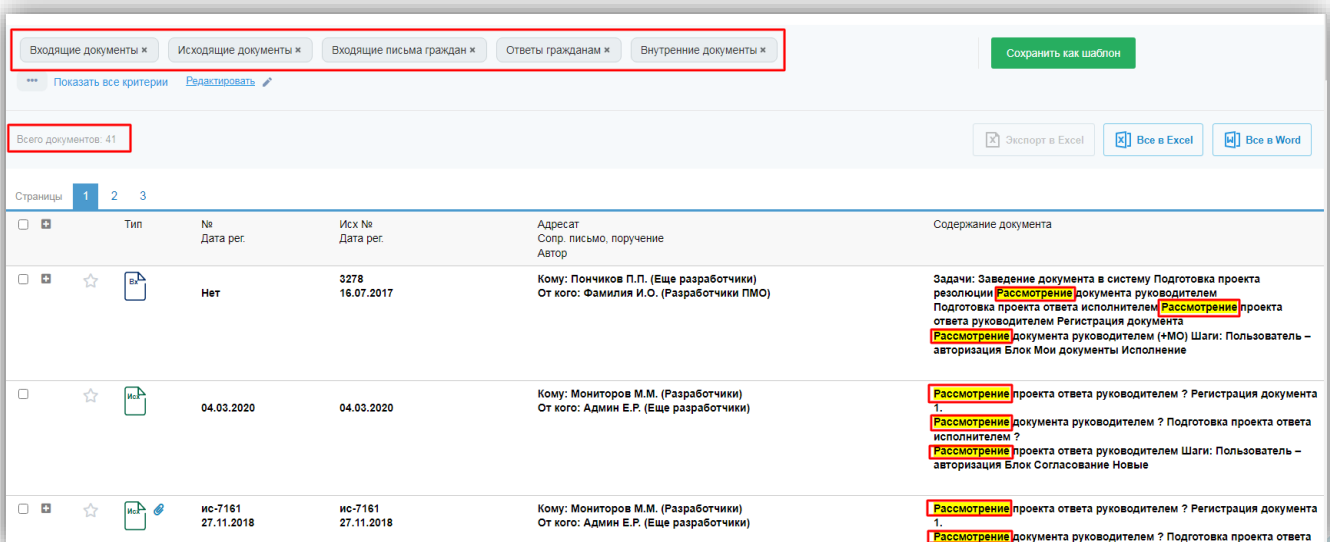 Входящие документы × Исходящие документы × Входящие письма граждан × Ответы гражданам × Внутренние документы × Сохранить как шаблон
••• Показать все критерии Редактировать
Всего документов: 41 Экспорт в Excel Все в Excel Все в Word
Страницы 1 2 3
Тип № Исх № Адресат Содержание документа
Дата рег. Дата рег. Сопр. письмо, поручение
Автор
Вх
Нет
3278
16.07.2017
Кому: Пончиков П.П. (Еще разработчики)
От кого: Фамилия И.О. (Разработчики ПМО)
Задачи: Заведение документа в систему Подготовка проекта
резолюции Рассмотрение документа руководителем
Подготовка проекта ответа исполнителем Рассмотрение проекта
ответа руководителем Регистрация документа
Рассмотрение документа руководителем (+МО) Шаги: Пользователь –
авторизация Блок Мои документы Исполнение
Исх
04.03.2020
04.03.2020
Кому: Мониторов М.М. (Разработчики)
От кого: Админ Е.Р. (Еще разработчики)
Рассмотрение проекта ответа руководителем ? Регистрация документа
1.
Рассмотрение документа руководителем ? Подготовка проекта ответа
исполнителем ?
Рассмотрение проекта ответа руководителем Шаги: Пользователь –
авторизация Блок Согласование Новые
Исх
ис-7161
27.11.2018
ис-7161
27.11.2018
Кому: Мониторов М.М. (Разработчики)
От кого: Админ Е.Р. (Еще разработчики)
Рассмотрение проекта ответа руководителем ? Регистрация документа
1.
Рассмотрение документа руководителем ? Подготовка проекта ответа